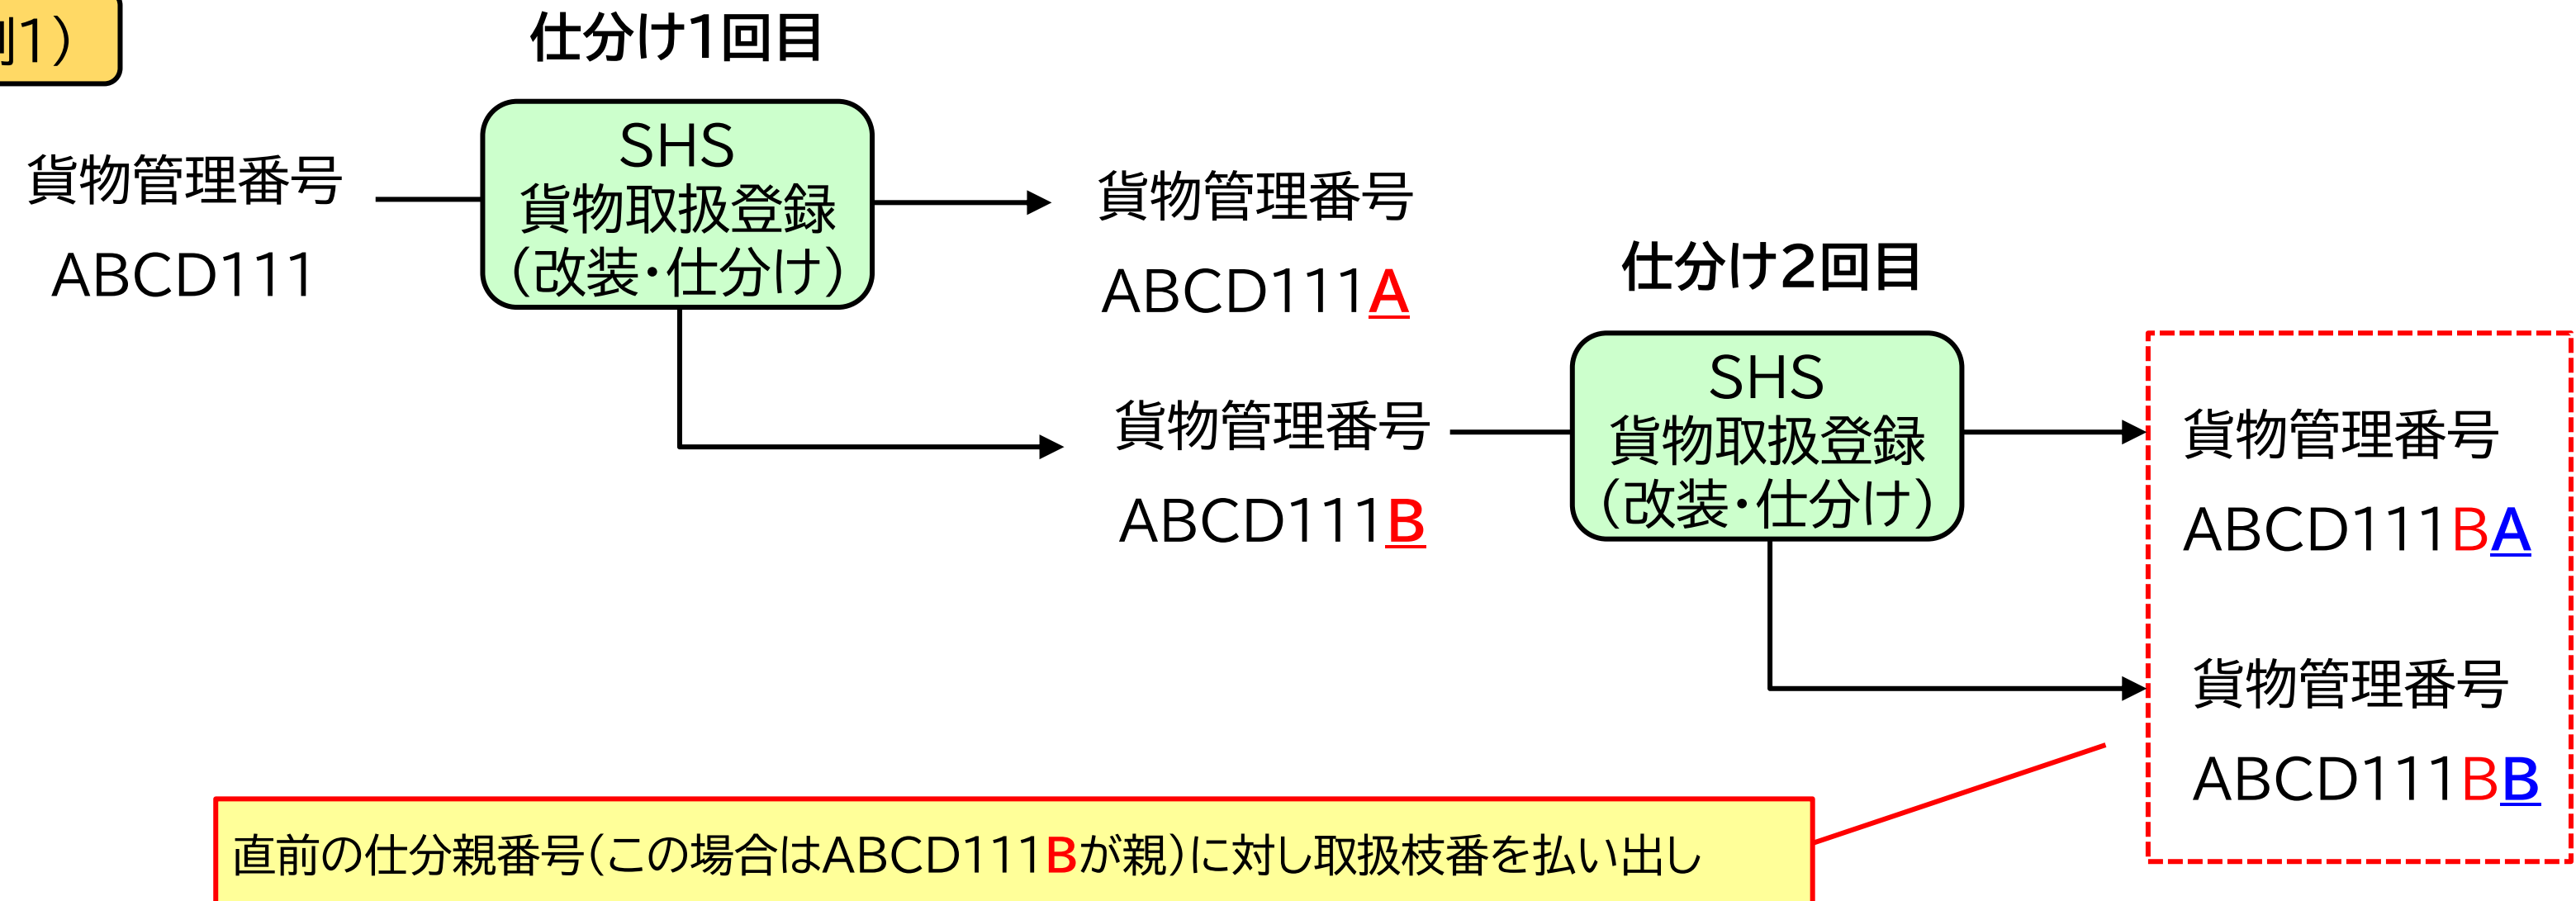 1）
仕分け1回目
貨物管理番号
ABCD111
SHS
貨物取扱登録
（改装・仕分け）
貨物管理番号
ABCD111A
貨物管理番号
ABCD111B
仕分け2回目
SHS
貨物取扱登録
（改装・仕分け）
貨物管理番号
ABCD111BA
貨物管理番号
ABCD111BB
直前の仕分親番号（この場合はABCD111Bが親）に対し取扱枝番を払い出し